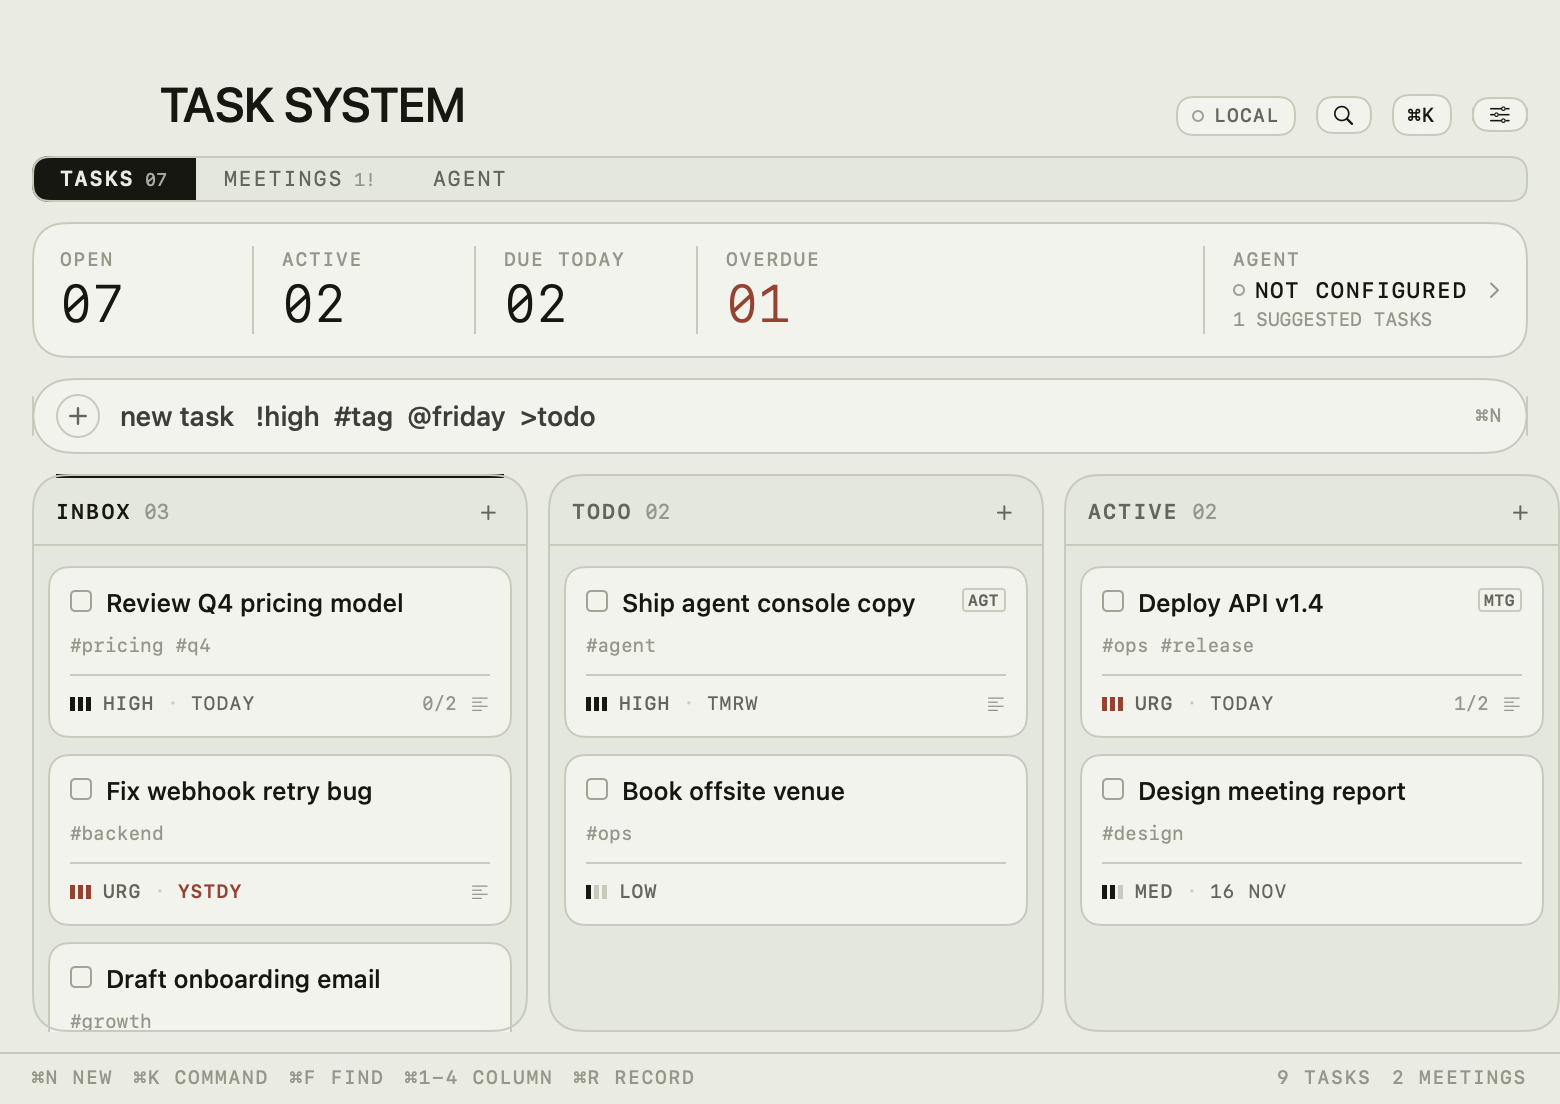 TASK SYSTEM
LOCAL
⌘K
TASKS 07 MEETINGS 1! AGENT
OPEN
07
ACTIVE
02
DUE TODAY
02
OVERDUE
01
AGENT
NOT CONFIGURED
1 SUGGESTED TASKS
new task !high #tag @friday >todo ⌘N
INBOX 03
Review Q4 pricing model
#pricing #q4
HIGH · TODAY 0/2
Fix webhook retry bug
#backend
URG · YSTDY
Draft onboarding email
#growth
TODO 02
Ship agent console copy AGT
#agent
HIGH · TMRW
Book offsite venue
#ops
LOW
ACTIVE 02
Deploy API v1.4 MTG
#ops #release
URG · TODAY 1/2
Design meeting report
#design
MED · 16 NOV
⌘N NEW ⌘K COMMAND ⌘F FIND ⌘1–4 COLUMN ⌘R RECORD 9 TASKS 2 MEETINGS